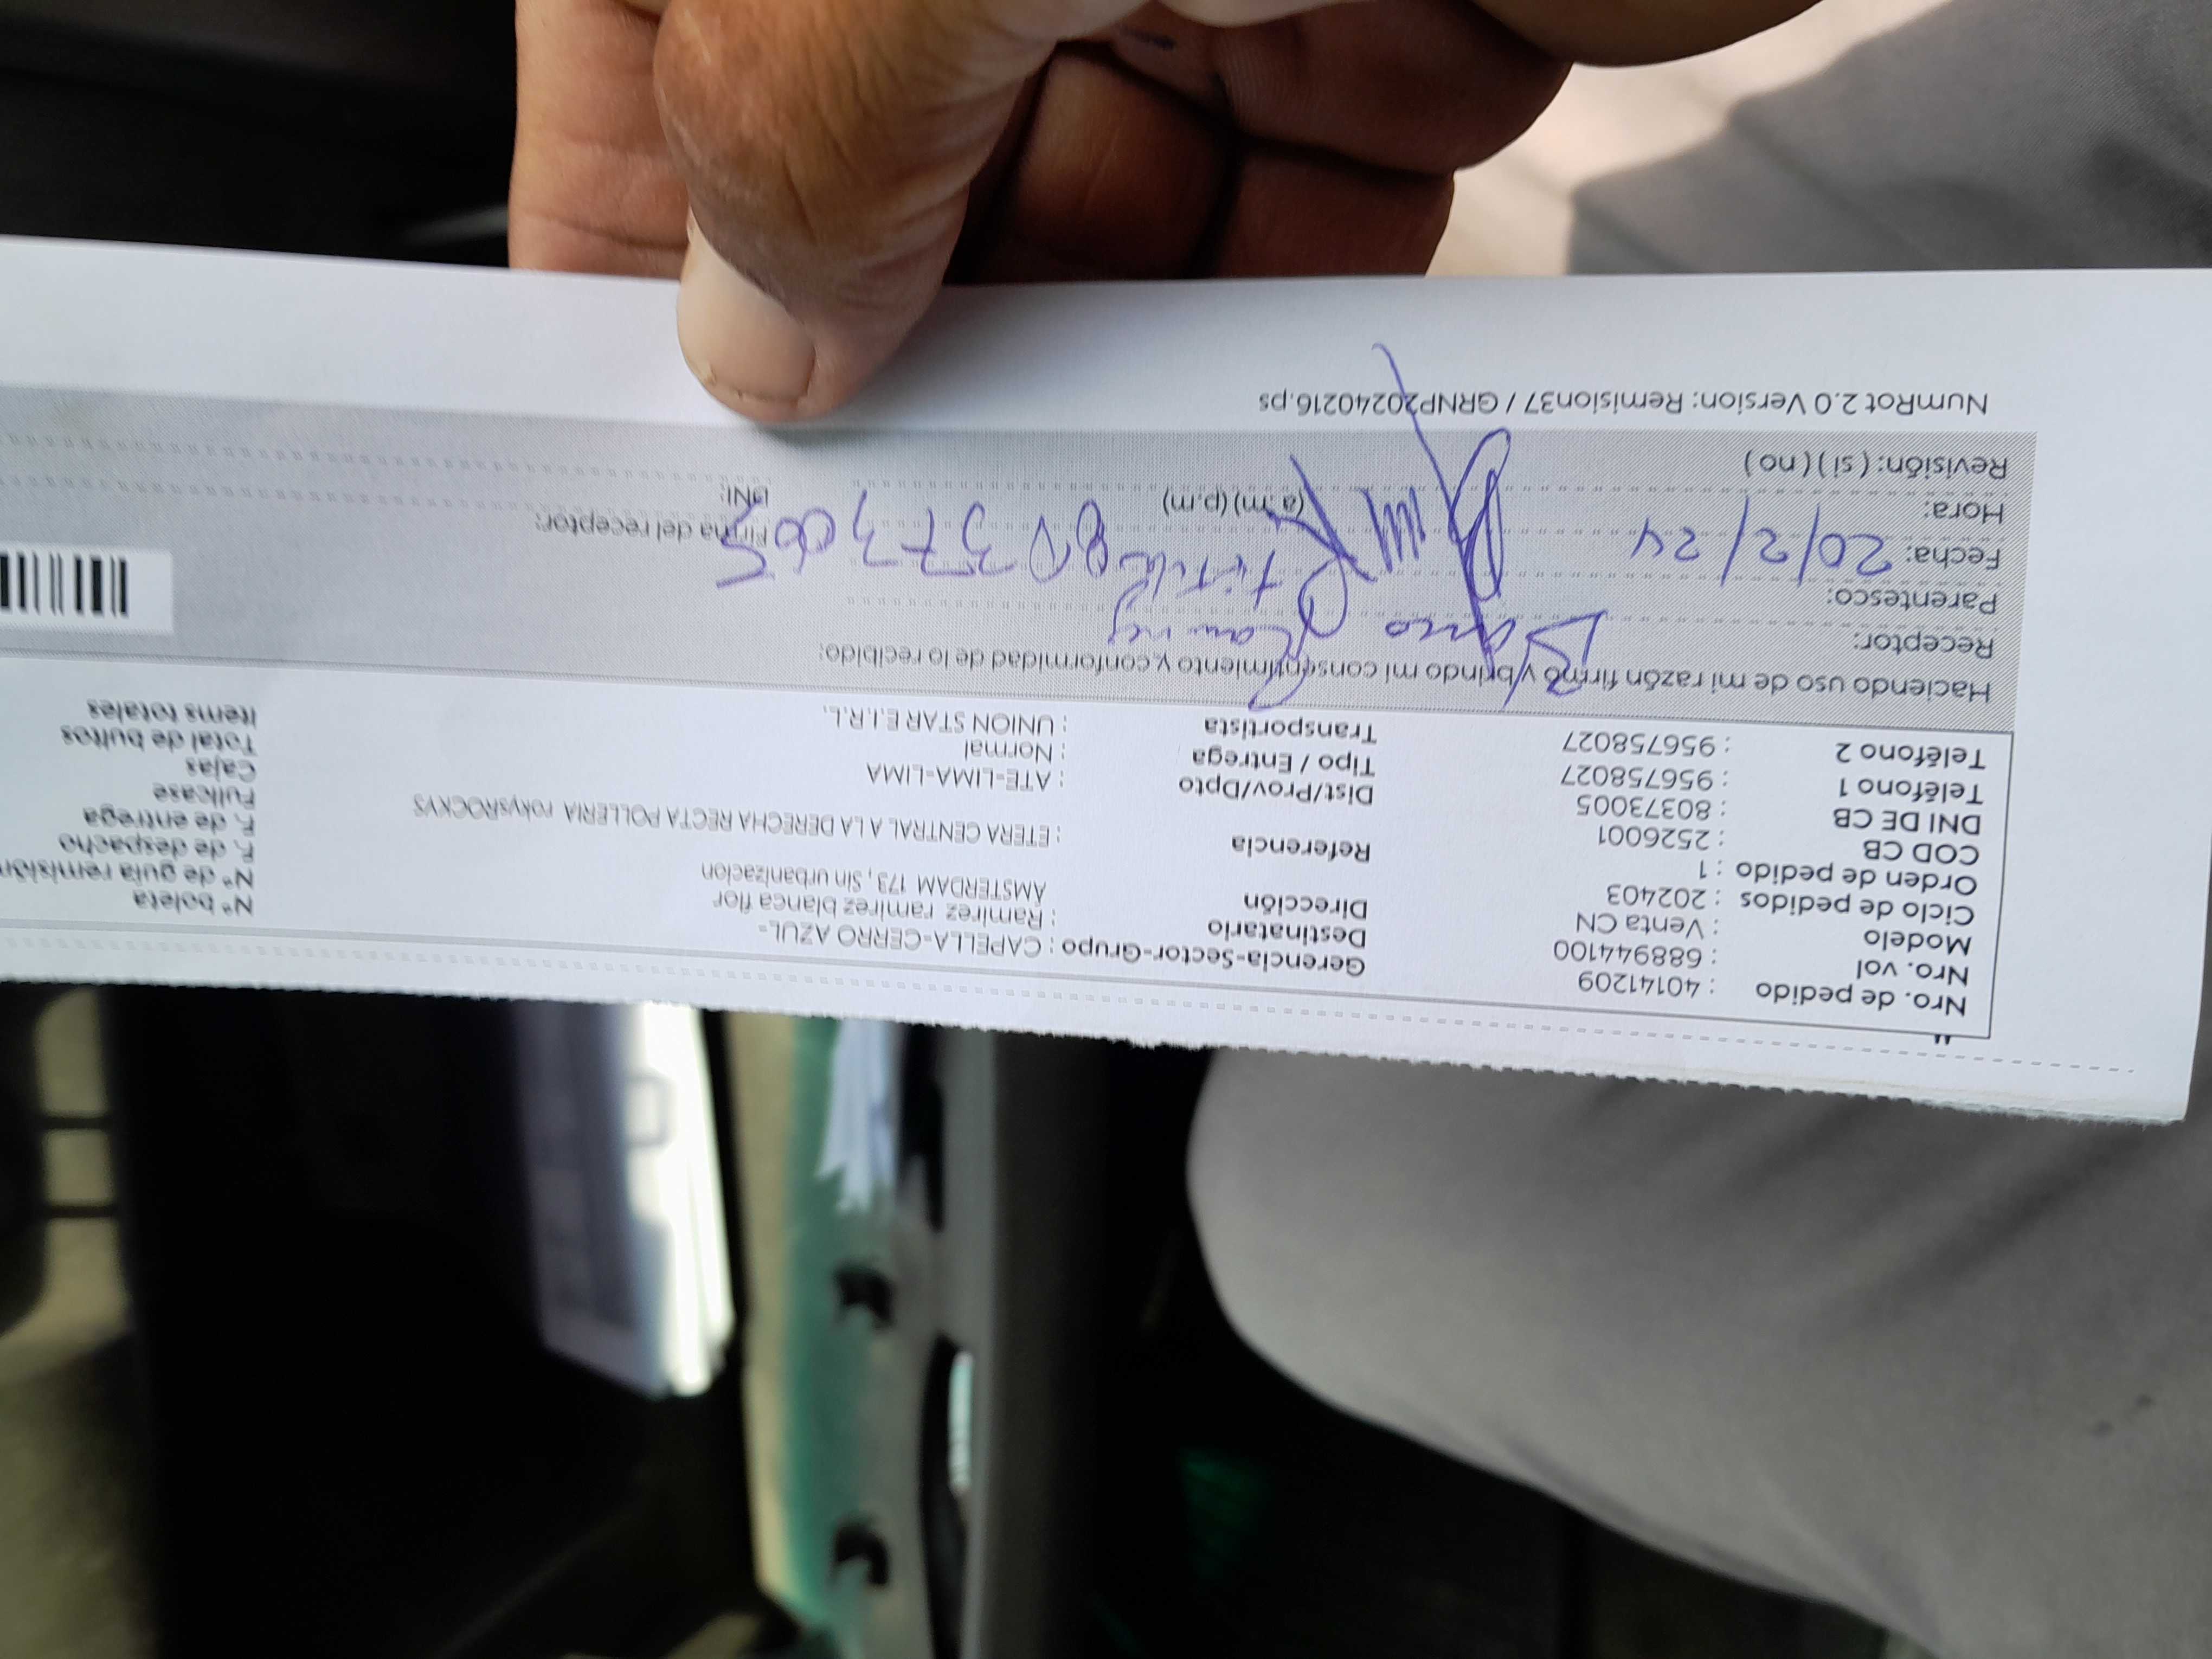 Nro. de pedido : 40141209
Nro. vol : 688944100
Modelo : Venta CN
Ciclo de pedidos : 202403
Orden de pedido : 1
COD CB : 2526001
DNI DE CB : 80373005
Teléfono 1 : 956758027
Teléfono 2 : 956758027
Gerencia-Sector-Grupo : CAPELLA-CERRO AZUL-
Destinatario : Ramirez ramirez blanca flor
Dirección AMSTERDAM 173, Sin urbanizacion
Referencia : ETERA CENTRAL A LA DERECHA RECTA POLLERIA rokysROCKYS
Dist/Prov/Dpto : ATE-LIMA-LIMA
Tipo / Entrega : Normal
Transportista : UNION STAR E.I.R.L.
Nº boleta
Nº de guía remisión
F. de despacho
F. de entrega
Fullcase
Cajas
Total de bultos
Items totales
Haciendo uso de mi razón firmo y brindo mi consentimiento y conformidad de lo recibido:
Receptor:
Parentesco: titul
Fecha: 20/2/24
Hora: (a.m) (p.m)
Revisión: ( si ) ( no )
Firma del receptor:
DNI:
80373005
NumRot 2.0 Version: Remision37 / GRNP20240216.ps